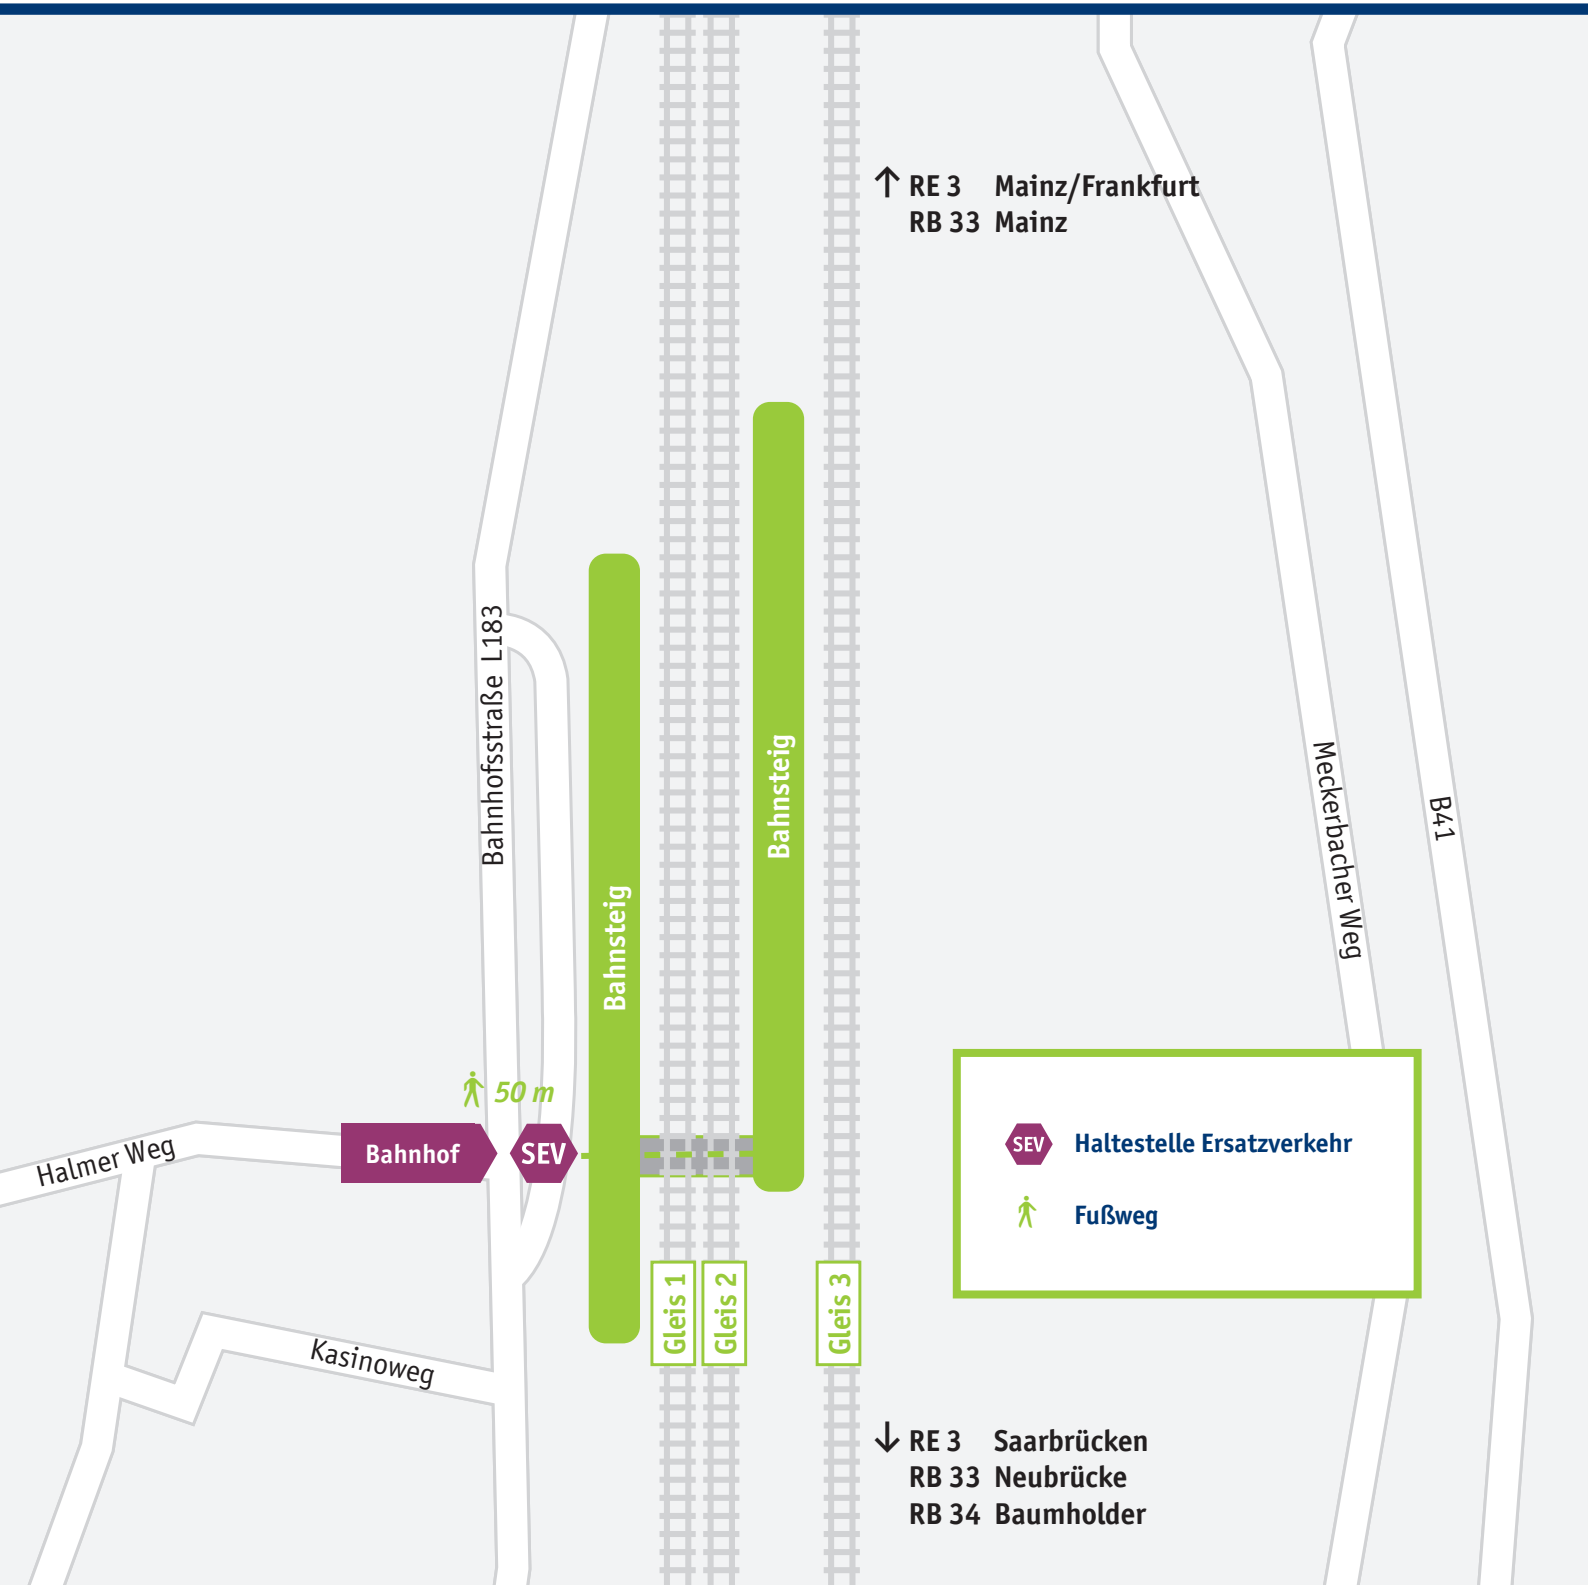 RE 3 Mainz/Frankfurt
RB 33 Mainz
Bahnhofsstraße L183
Bahnsteig
Bahnsteig
Meckerbacher Weg
B41
50 m
Halmer Weg
Bahnhof
SEV
SEV Haltestelle Ersatzverkehr
Fußweg
Gleis 1
Gleis 2
Gleis 3
Kasinoweg
RE 3 Saarbrücken
RB 33 Neubrücke
RB 34 Baumholder